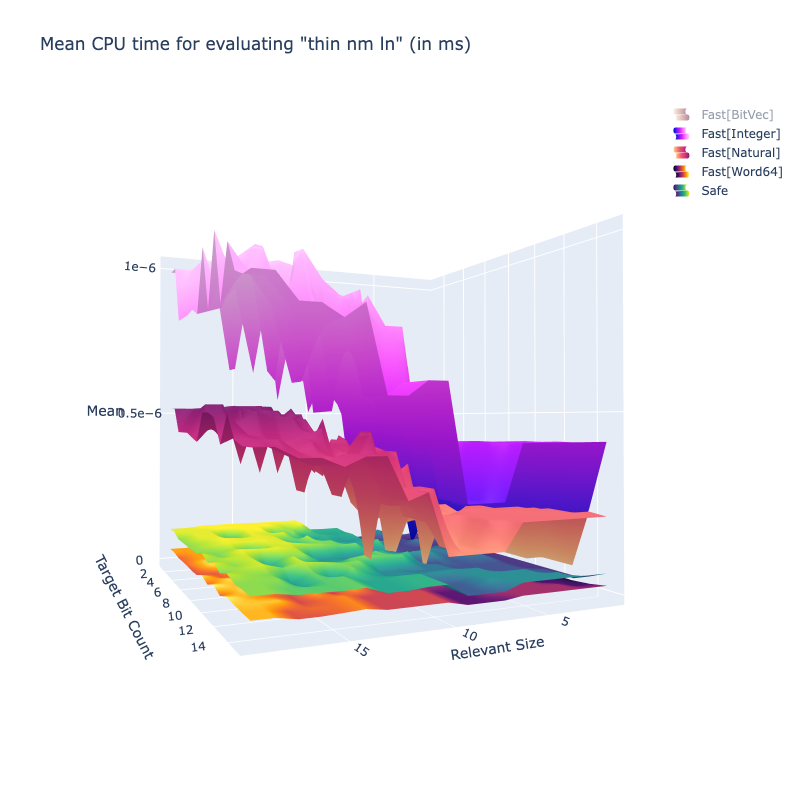 Mean CPU time for evaluating "thin nm ln" (in ms)
Fast[BitVec]
Fast[Integer]
Fast[Natural]
Fast[Word64]
Safe
1e−6
Mean
0.5e−6
0
Target Bit Count
2
4
6
8
10
12
14
15
10
5
Relevant Size